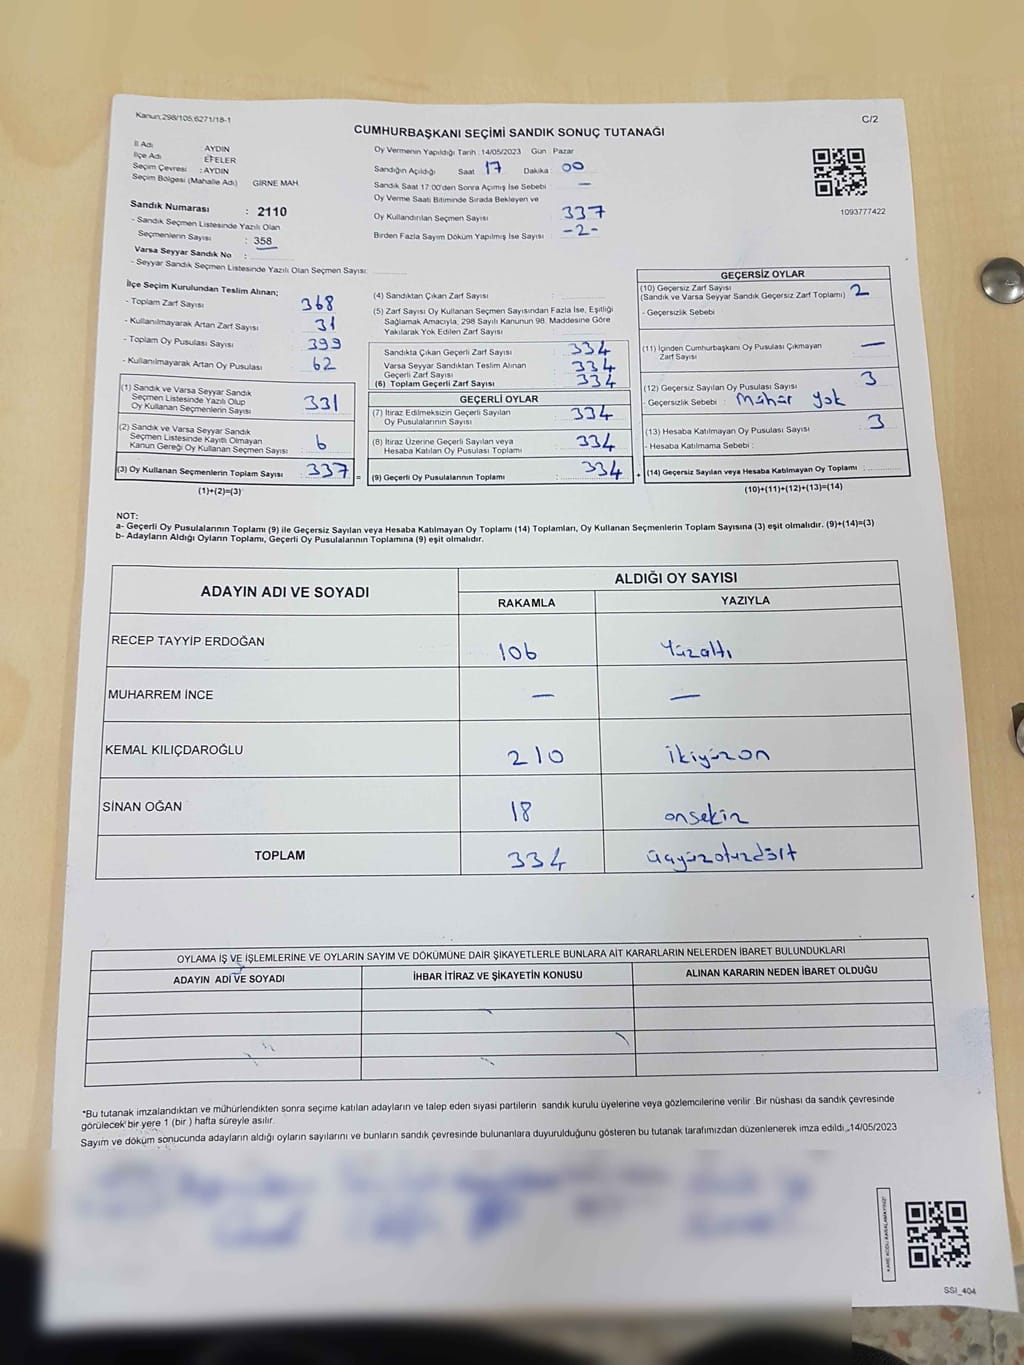 Kanun;298/105,6271/18-1
C/2
CUMHURBAŞKANI SEÇİMİ SANDIK SONUÇ TUTANAĞI
İl Adı : AYDIN
İlçe Adı EFELER
Seçim Çevresi : AYDIN
Seçim Bölgesi (Mahalle Adı) GİRNE MAH.
Sandık Numarası : 2110
- Sandık Seçmen Listesinde Yazılı Olan
Seçmenlerin Sayısı : 358
Varsa Seyyar Sandık No :
- Seyyar Sandık Seçmen Listesinde Yazılı Olan Seçmen Sayısı:
Oy Vermenin Yapıldığı Tarih :14/05/2023 Gün : Pazar
Sandığın Açıldığı Saat 17 Dakika : 00
Sandık Saat 17:00'den Sonra Açımış İse Sebebi —
Oy Verme Saati Bitiminde Sırada Bekleyen ve
Oy Kullandırılan Seçmen Sayısı 337
Birden Fazla Sayım Döküm Yapılmış İse Sayısı : -2-
1093777422
İlçe Seçim Kurulundan Teslim Alınan;
- Toplam Zarf Sayısı 368
- Kullanılmayarak Artan Zarf Sayısı 31
- Toplam Oy Pusulası Sayısı 399
- Kullanılmayarak Artan Oy Pusulası 62
(1) Sandık ve Varsa Seyyar Sandık
Seçmen Listesinde Yazılı Olup
Oy Kullanan Seçmenlerin Sayısı : 331
(2) Sandık ve Varsa Seyyar Sandık
Seçmen Listesinde Kayıtlı Olmayan
Kanun Gereği Oy Kullanan Seçmen Sayısı : 6
(3) Oy Kullanan Seçmenlerin Toplam Sayısı : 337 =
(1)+(2)=(3)
(4) Sandıktan Çıkan Zarf Sayısı :
(5) Zarf Sayısı Oy Kullanan Seçmen Sayısından Fazla İse, Eşitliği
Sağlamak Amacıyla, 298 Sayılı Kanunun 98. Maddesine Göre
Yakılarak Yok Edilen Zarf Sayısı
Sandıkta Çıkan Geçerli Zarf Sayısı : 334
Varsa Seyyar Sandıktan Teslim Alınan
Geçerli Zarf Sayısı : 334
(6) Toplam Geçerli Zarf Sayısı : 334
GEÇERLİ OYLAR
(7) İtiraz Edilmeksizin Geçerli Sayılan
Oy Pusulasının Sayısı : 334
(8) İtiraz Üzerine Geçerli Sayılan veya
Hesaba Katılan Oy Pusulası Toplamı : 334
(9) Geçerli Oy Pusulalarının Toplamı : 334 +
GEÇERSİZ OYLAR
(10) Geçersiz Zarf Sayısı
(Sandık ve Varsa Seyyar Sandık Geçersiz Zarf Toplamı) 2
- Geçersizlik Sebebi
(11) İçinden Cumhurbaşkanı Oy Pusulası Çıkmayan
Zarf Sayısı —
(12) Geçersiz Sayılan Oy Pusulası Sayısı 3
- Geçersizlik Sebebi : Mühür yok
(13) Hesaba Katılmayan Oy Pusulası Sayısı 3
- Hesaba Katılmama Sebebi :
(14) Geçersiz Sayılan veya Hesaba Katılmayan Oy Toplamı :
(10)+(11)+(12)+(13)=(14)
NOT:
a- Geçerli Oy Pusulalarının Toplamı (9) ile Geçersiz Sayılan veya Hesaba Katılmayan Oy Toplamı (14) Toplamları, Oy Kullanan Seçmenlerin Toplam Sayısına (3) eşit olmalıdır. (9)+(14)=(3)
b- Adayların Aldığı Oyların Toplamı, Geçerli Oy Pusulalarının Toplamına (9) eşit olmalıdır.
ADAYIN ADI VE SOYADI
ALDIĞI OY SAYISI
RAKAMLA YAZIYLA
RECEP TAYYİP ERDOĞAN 106 Yüzaltı
MUHARREM İNCE — —
KEMAL KILIÇDAROĞLU 210 ikiyüzon
SİNAN OĞAN 18 onsekiz
TOPLAM 334 üçyüzotuzdört
OYLAMA İŞ VE İŞLEMLERİNE VE OYLARIN SAYIM VE DÖKÜMÜNE DAİR ŞİKAYETLERLE BUNLARA AİT KARARLARIN NELERDEN İBARET BULUNDUKLARI
ADAYIN ADI VE SOYADI İHBAR İTİRAZ VE ŞİKAYETİN KONUSU ALINAN KARARIN NEDEN İBARET OLDUĞU
*Bu tutanak imzalandıktan ve mühürlendikten sonra seçime katılan adayların ve talep eden siyasi partilerin sandık kurulu üyelerine veya gözlemcilerine verilir .Bir nüshası da sandık çevresinde
görülecek bir yere 1 (bir ) hafta süreyle asılır.
Sayım ve döküm sonucunda adayların aldığı oyların sayılarını ve bunların sandık çevresinde bulunanlara duyurulduğunu gösteren bu tutanak tarafımızdan düzenlenerek imza edildi.,14/05/2023
KARE KODU KARALAMAYINIZ!
SSI_404